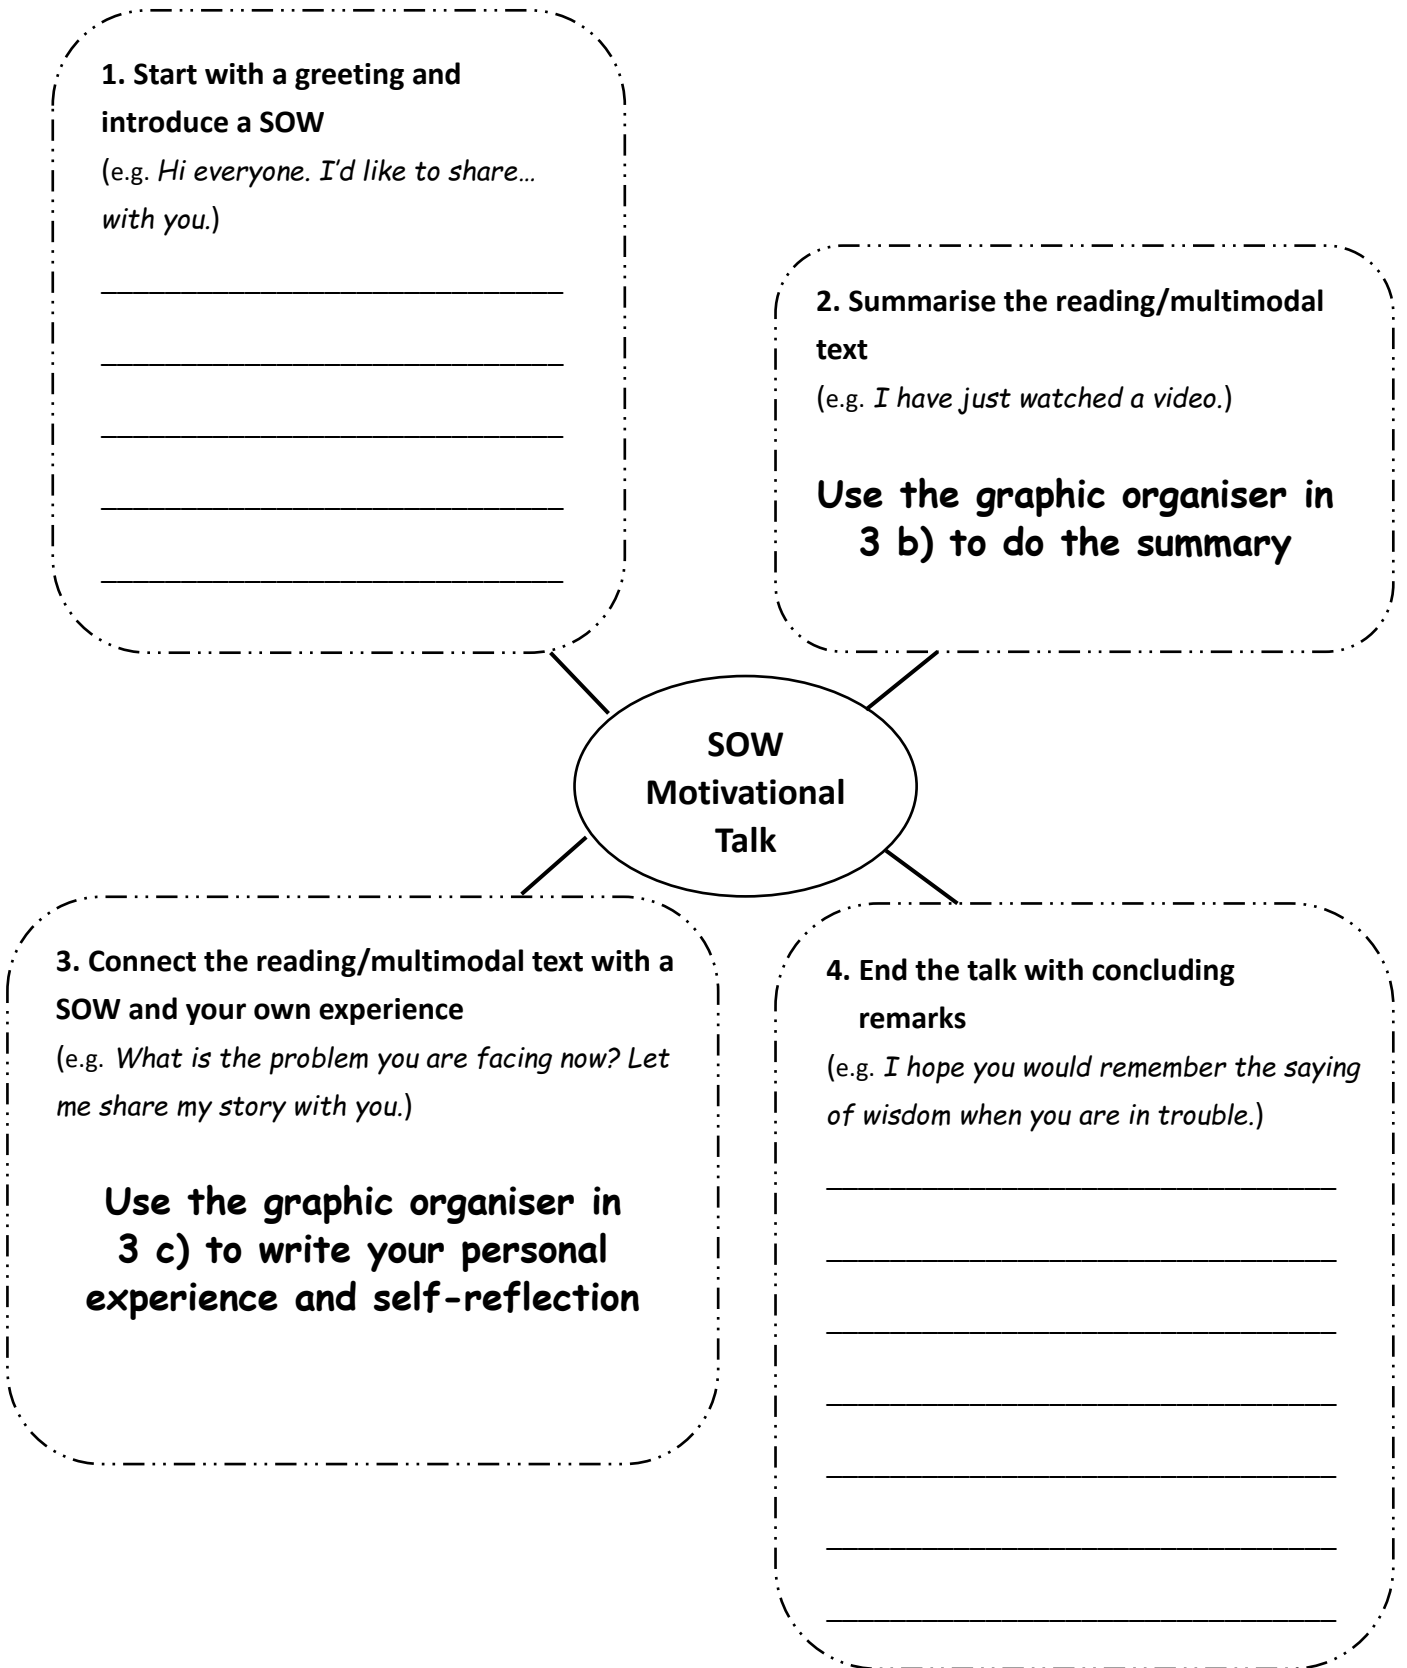 1. Start with a greeting and
introduce a SOW
(e.g. Hi everyone. I'd like to share…
with you.)
2. Summarise the reading/multimodal
text
(e.g. I have just watched a video.)
Use the graphic organiser in
3 b) to do the summary
SOW
Motivational
Talk
3. Connect the reading/multimodal text with a
SOW and your own experience
(e.g. What is the problem you are facing now? Let
me share my story with you.)
Use the graphic organiser in
3 c) to write your personal
experience and self-reflection
4. End the talk with concluding
remarks
(e.g. I hope you would remember the saying
of wisdom when you are in trouble.)